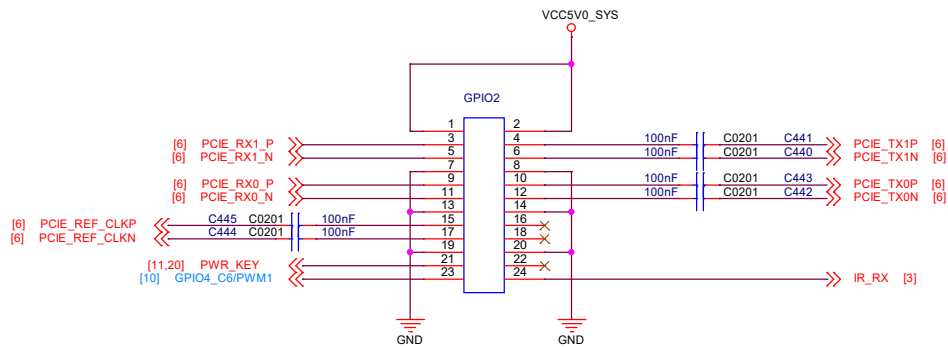 VCC5V0_SYS
GPIO2
1 2
[6] PCIE_RX1_P 3 4 100nF C0201 C441 PCIE_TX1P [6]
[6] PCIE_RX1_N 5 6 100nF C0201 C440 PCIE_TX1N [6]
7 8
[6] PCIE_RX0_P 9 10 100nF C0201 C443 PCIE_TX0P [6]
[6] PCIE_RX0_N 11 12 100nF C0201 C442 PCIE_TX0N [6]
13 14
[6] PCIE_REF_CLKP C445 C0201 100nF 15 16
[6] PCIE_REF_CLKN C444 C0201 100nF 17 18
19 20
[11,20] PWR_KEY 21 22
[10] GPIO4_C6/PWM1 23 24 IR_RX [3]
GND GND